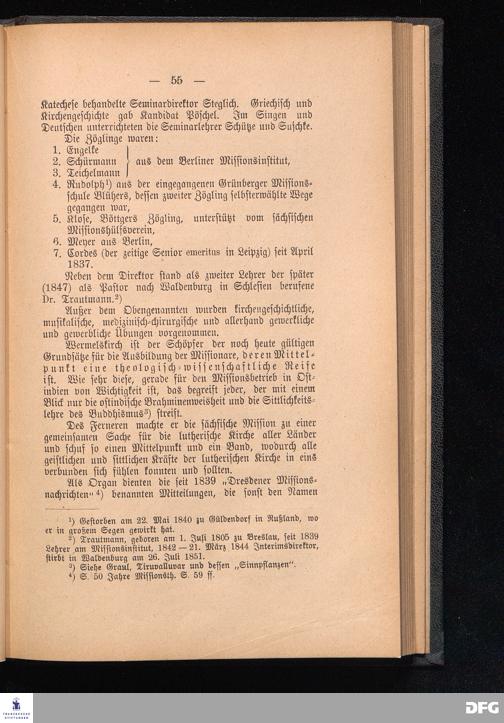 — 55 —
Katechese behandelte Seminardirektor Steglich. Griechisch und
Kirchengeschichte gab Kandidat Pöschel. Im Singen und
Deutschen unterrichteten die Seminarlehrer Schütze und Suschke.
Die Zöglinge waren:
1. Engelke
2. Schürmann } aus dem Berliner Missionsinstitut,
3. Teichelmann
4. Rudolph¹) aus der eingegangenen Grünberger Missions-
schule Blühers, dessen zweiter Zögling selbsterwählte Wege
gegangen war,
5. Klose, Böttgers Zögling, unterstützt vom sächsischen
Missionshülfsverein,
6. Meyer aus Berlin,
7. Cordes (der zeitige Senior emeritus in Leipzig) seit April
1837.
Neben dem Direktor stand als zweiter Lehrer der später
(1847) als Pastor nach Waldenburg in Schlesien berufene
Dr. Trautmann.²)
Außer dem Obengenannten wurden kirchengeschichtliche,
musikalische, medizinisch-chirurgische und allerhand gewerkliche
und gewerbliche Übungen vorgenommen.
Wermelskirch ist der Schöpfer der noch heute gültigen
Grundsätze für die Ausbildung der Missionare, deren Mittel-
punkt eine theologisch-wissenschaftliche Reife
ist. Wie sehr diese, gerade für den Missionsbetrieb in Ost-
indien von Wichtigkeit ist, das begreift jeder, der mit einem
Blick nur die ostindische Brahminenweisheit und die Sittlichkeits-
lehre des Buddhismus³) streift.
Des Ferneren machte er die sächsische Mission zu einer
gemeinsamen Sache für die lutherische Kirche aller Länder
und schuf so einen Mittelpunkt und ein Band, wodurch alle
geistlichen und sittlichen Kräfte der lutherischen Kirche in eins
verbunden sich fühlen konnten und sollten.
Als Organ dienten die seit 1839 „Dresdener Missions-
nachrichten“⁴) benannten Mitteilungen, die sonst den Namen
¹) Gestorben am 22. Mai 1840 zu Güldendorf in Rußland, wo
er in großem Segen gewirkt hat.
²) Trautmann, geboren am 1. Juli 1805 zu Breslau, seit 1839
Lehrer am Missionsinstitut, 1842 — 21. März 1844 Interimsdirektor,
stirbt in Waldenburg am 26. Juli 1851.
³) Siehe Graul, Tiruvalluvar und dessen „Sinnpflanzen“.
⁴) S. 50 Jahre Missionsth. S. 59 ff.
FRANCKESCHE
STIFTUNGEN
DFG